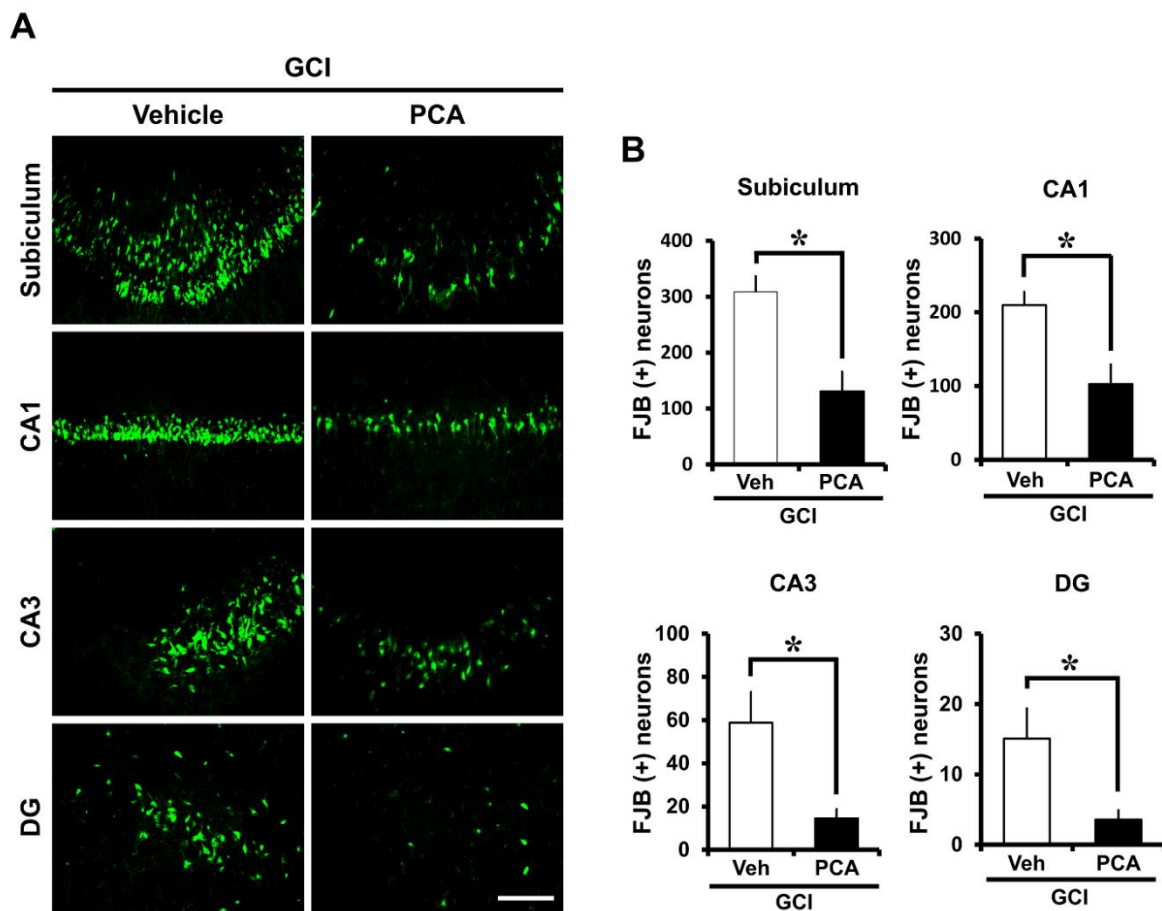 A
GCI
Vehicle PCA
Subiculum
CA1
CA3
DG
B
Subiculum
FJB (+) neurons
400
300
200
100
0
*
Veh PCA
GCI
CA1
FJB (+) neurons
300
200
100
0
*
Veh PCA
GCI
CA3
FJB (+) neurons
100
80
60
40
20
0
*
Veh PCA
GCI
DG
FJB (+) neurons
30
20
10
0
*
Veh PCA
GCI